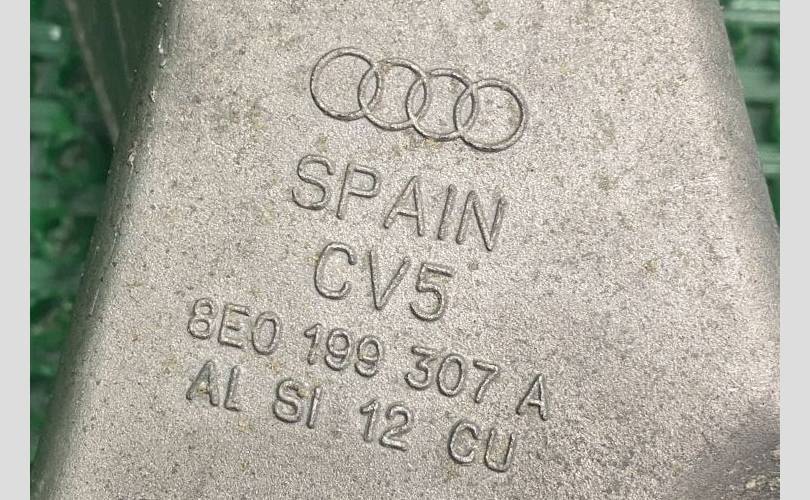 SPAIN
CV5
8E0 199 307 A
AL SI 12 CU